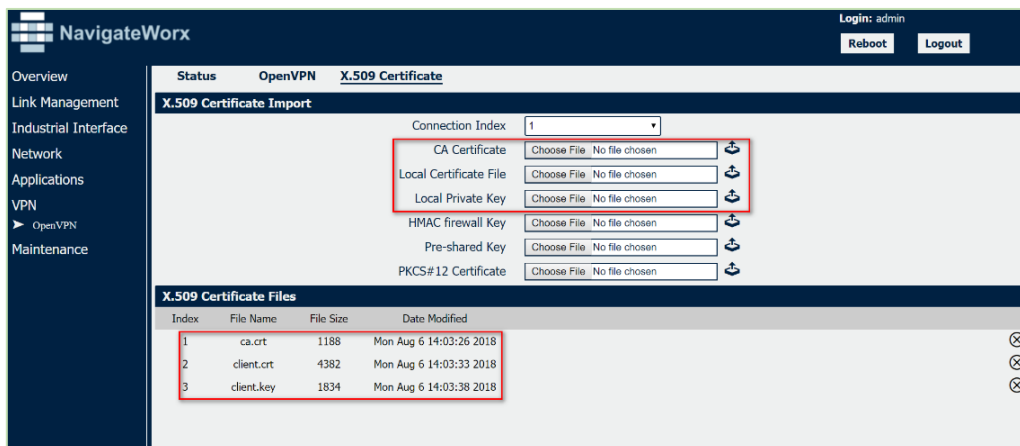 NavigateWorx
Login: admin
Reboot Logout
Overview
Link Management
Industrial Interface
Network
Applications
VPN
OpenVPN
Maintenance
Status OpenVPN X.509 Certificate
X.509 Certificate Import
Connection Index 1
CA Certificate Choose File No file chosen
Local Certificate File Choose File No file chosen
Local Private Key Choose File No file chosen
HMAC firewall Key Choose File No file chosen
Pre-shared Key Choose File No file chosen
PKCS#12 Certificate Choose File No file chosen
X.509 Certificate Files
Index File Name File Size Date Modified
1 ca.crt 1188 Mon Aug 6 14:03:26 2018
2 client.crt 4382 Mon Aug 6 14:03:33 2018
3 client.key 1834 Mon Aug 6 14:03:38 2018